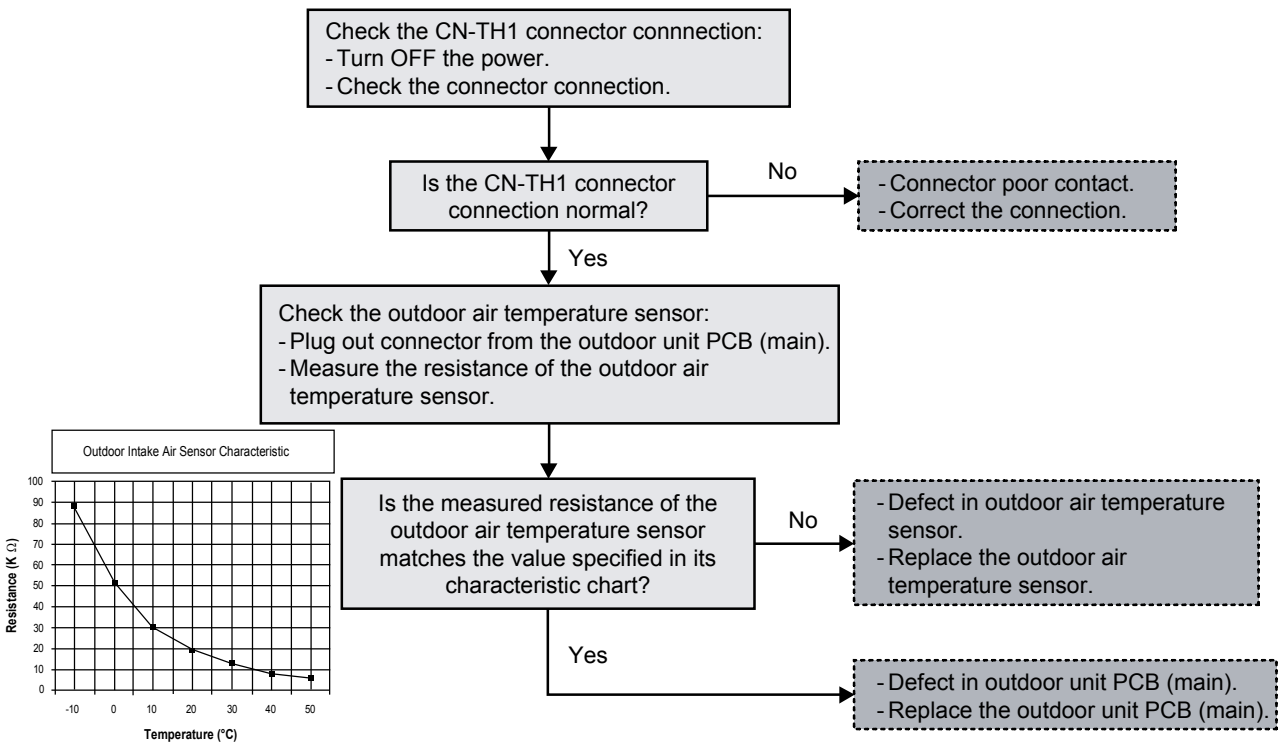 Check the CN-TH1 connector connnection:
- Turn OFF the power.
- Check the connector connection.
Is the CN-TH1 connector
connection normal?
No
- Connector poor contact.
- Correct the connection.
Yes
Check the outdoor air temperature sensor:
- Plug out connector from the outdoor unit PCB (main).
- Measure the resistance of the outdoor air
temperature sensor.
Outdoor Intake Air Sensor Characteristic
100
90
80
70
60
50
40
30
20
10
0
Resistance (K Ω)
-10 0 10 20 30 40 50
Temperature (°C)
Is the measured resistance of the
outdoor air temperature sensor
matches the value specified in its
characteristic chart?
No
- Defect in outdoor air temperature
sensor.
- Replace the outdoor air
temperature sensor.
Yes
- Defect in outdoor unit PCB (main).
- Replace the outdoor unit PCB (main).